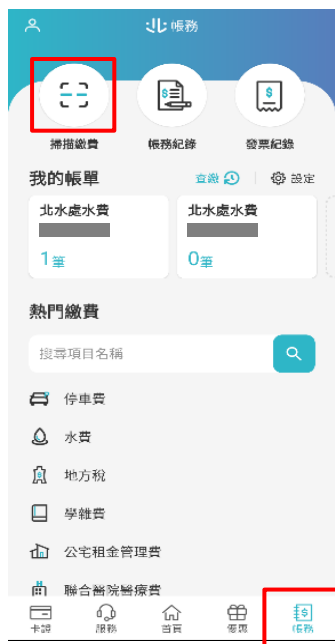 北 帳務
掃描繳費 帳務紀錄 發票紀錄
我的帳單 查繳 設定
北水處水費 北水處水費
1筆 0筆
熱門繳費
搜尋項目名稱
停車費
水費
地方稅
學雜費
公宅租金管理費
聯合醫院醫療費
卡證 服務 首頁 優惠 帳務